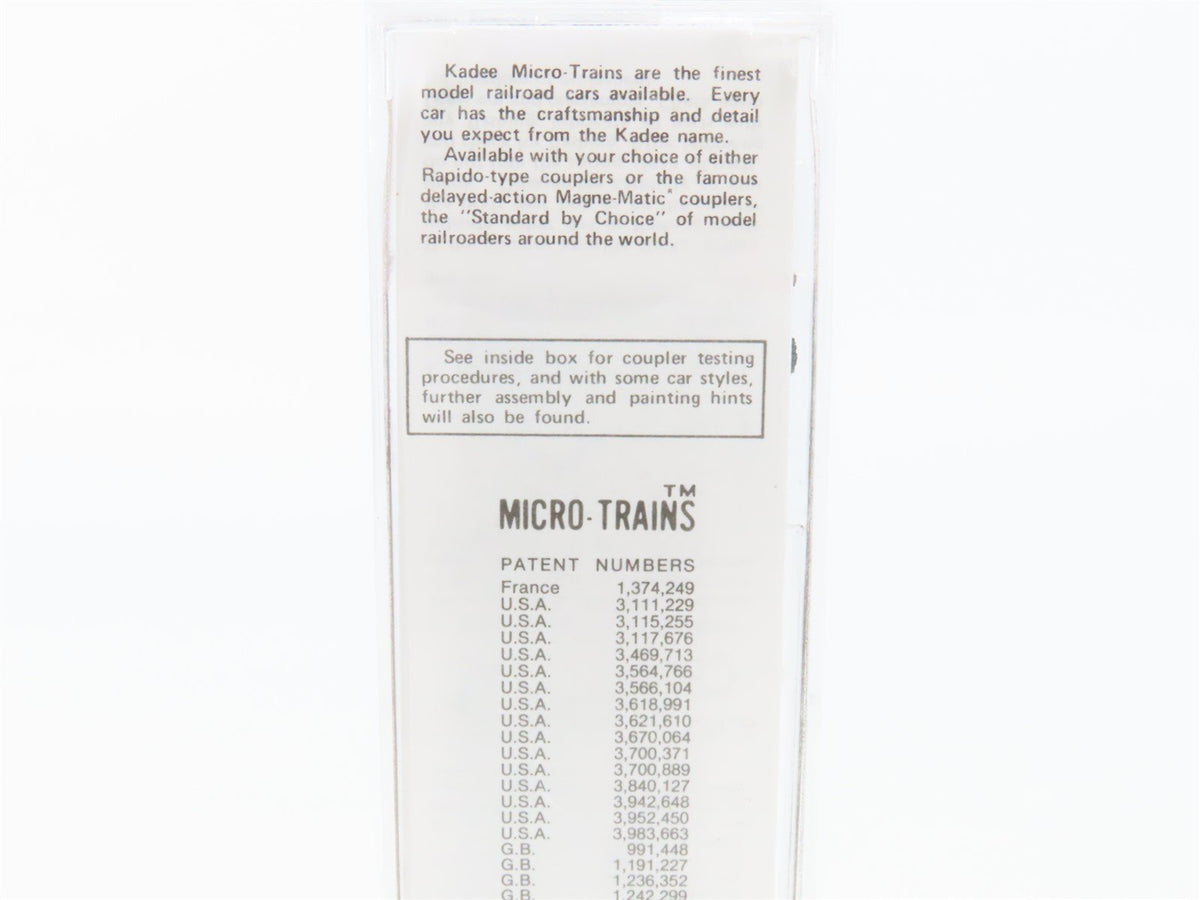 Kadee Micro-Trains are the finest
model railroad cars available. Every
car has the craftsmanship and detail
you expect from the Kadee name.
Available with your choice of either
Rapido-type couplers or the famous
delayed-action Magne-Matic® couplers,
the "Standard by Choice" of model
railroaders around the world.
See inside box for coupler testing
procedures, and with some car styles,
further assembly and painting hints
will also be found.
MICRO-TRAINS™
PATENT NUMBERS
France 1,374,249
U.S.A. 3,111,229
U.S.A. 3,115,255
U.S.A. 3,117,676
U.S.A. 3,469,713
U.S.A. 3,564,766
U.S.A. 3,566,104
U.S.A. 3,618,991
U.S.A. 3,621,610
U.S.A. 3,670,064
U.S.A. 3,700,371
U.S.A. 3,700,889
U.S.A. 3,840,127
U.S.A. 3,942,648
U.S.A. 3,952,450
U.S.A. 3,983,663
G.B. 991,448
G.B. 1,191,227
G.B. 1,236,352
G.B. 1,242,299